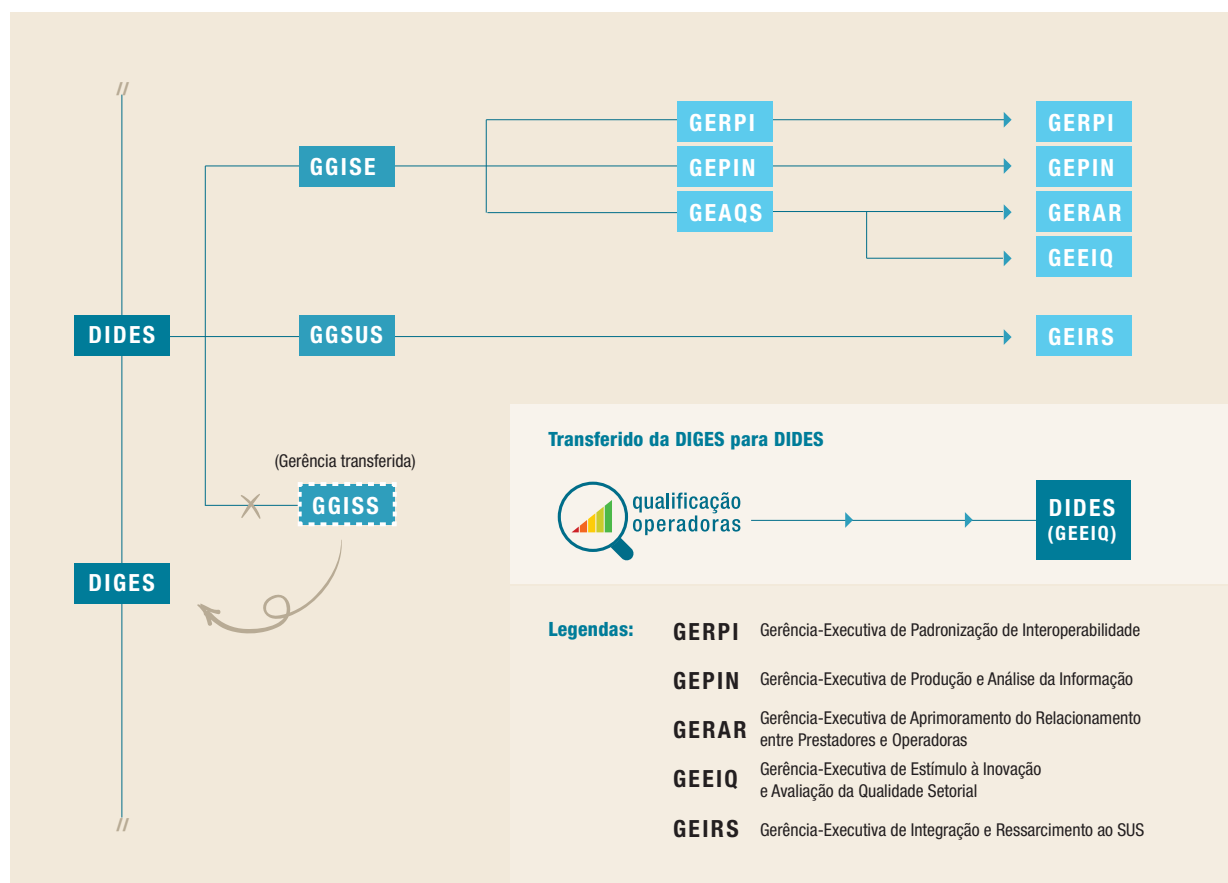 //
GERPI
GERPI
GGISE
GEPIN
GEPIN
GEAQS
GERAR
GEEIQ
DIDES
GGSUS
GEIRS
(Gerência transferida)
GGISS
DIGES
//
Transferido da DIGES para DIDES
qualificação
operadoras
DIDES
(GEEIQ)
Legendas:
GERPI Gerência-Executiva de Padronização de Interoperabilidade
GEPIN Gerência-Executiva de Produção e Análise da Informação
GERAR Gerência-Executiva de Aprimoramento do Relacionamento
entre Prestadores e Operadoras
GEEIQ Gerência-Executiva de Estímulo à Inovação
e Avaliação da Qualidade Setorial
GEIRS Gerência-Executiva de Integração e Ressarcimento ao SUS